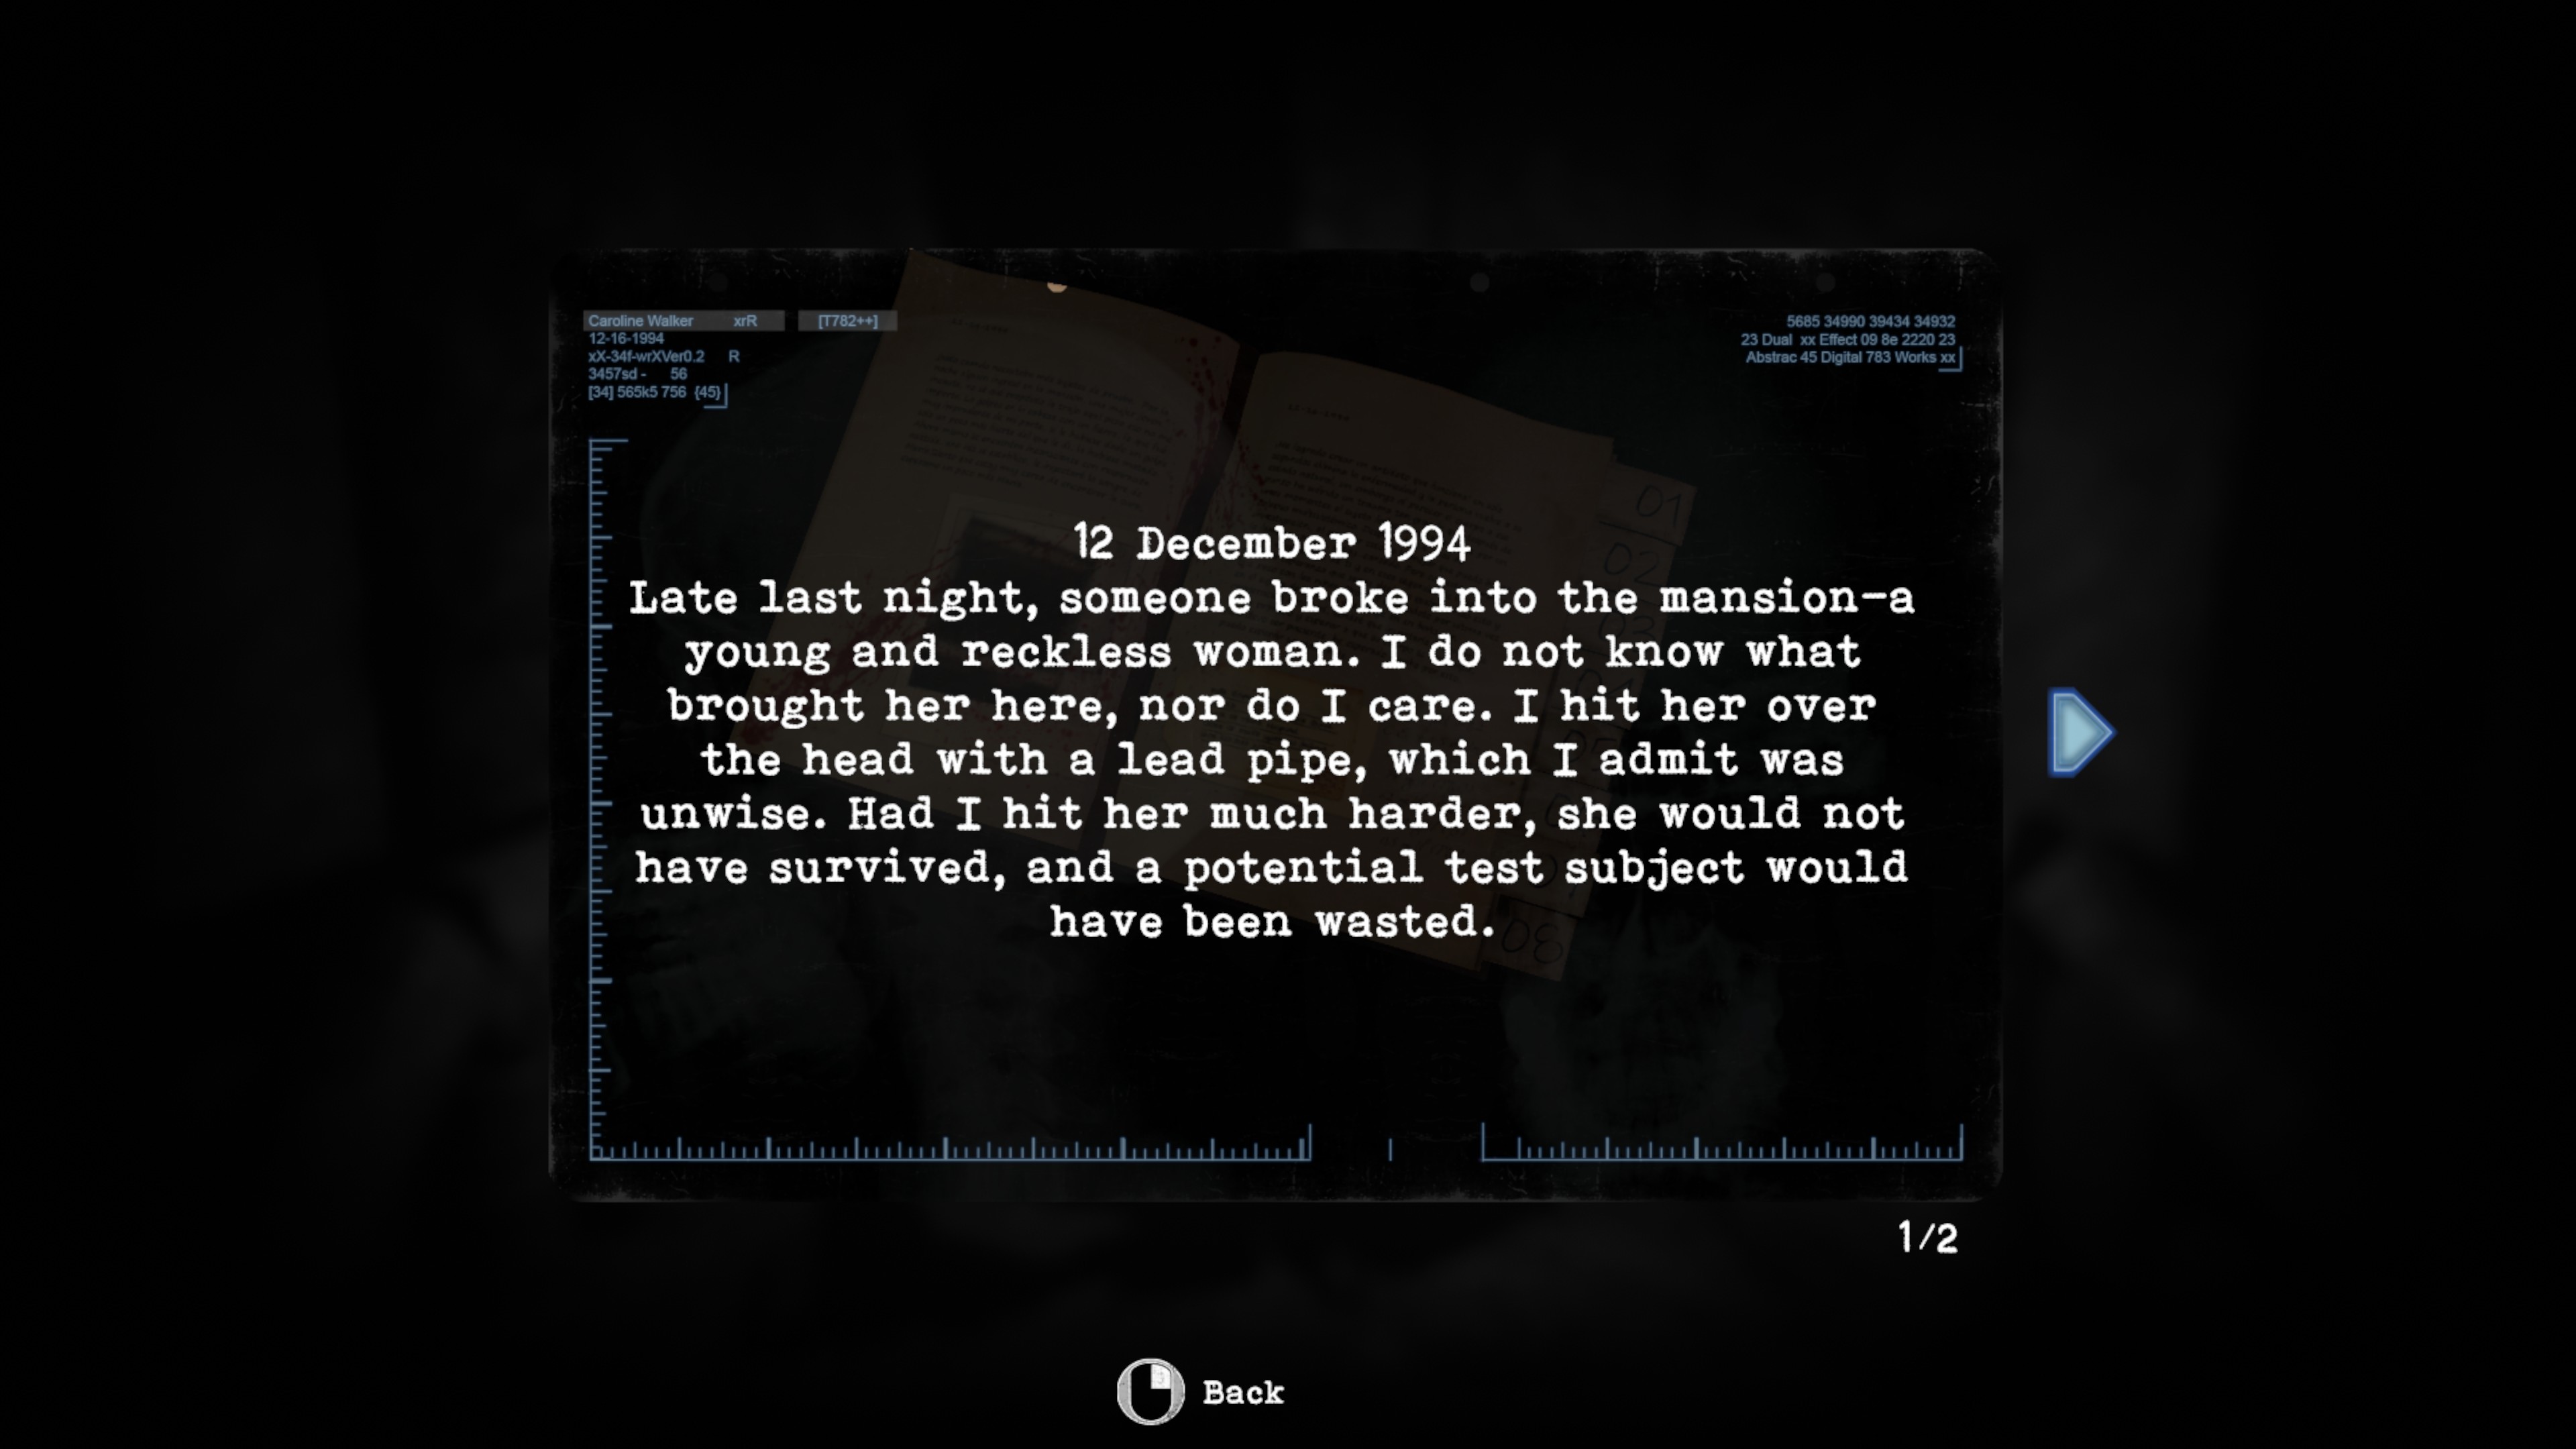 Caroline Walker xrR [T782++]
12-16-1994
xX-34f-wrXVer0.2 R
3457sd - 56
[34] 565k5 756 {45}
5685 34990 39434 34932
23 Dual xx Effect 09 8e 2220 23
Abstrac 45 Digital 783 Works xx
01
02
03
12 December 1994
Late last night, someone broke into the mansion—a
young and reckless woman. I do not know what
brought her here, nor do I care. I hit her over
the head with a lead pipe, which I admit was
unwise. Had I hit her much harder, she would not
have survived, and a potential test subject would
have been wasted.
08
1/2
Back